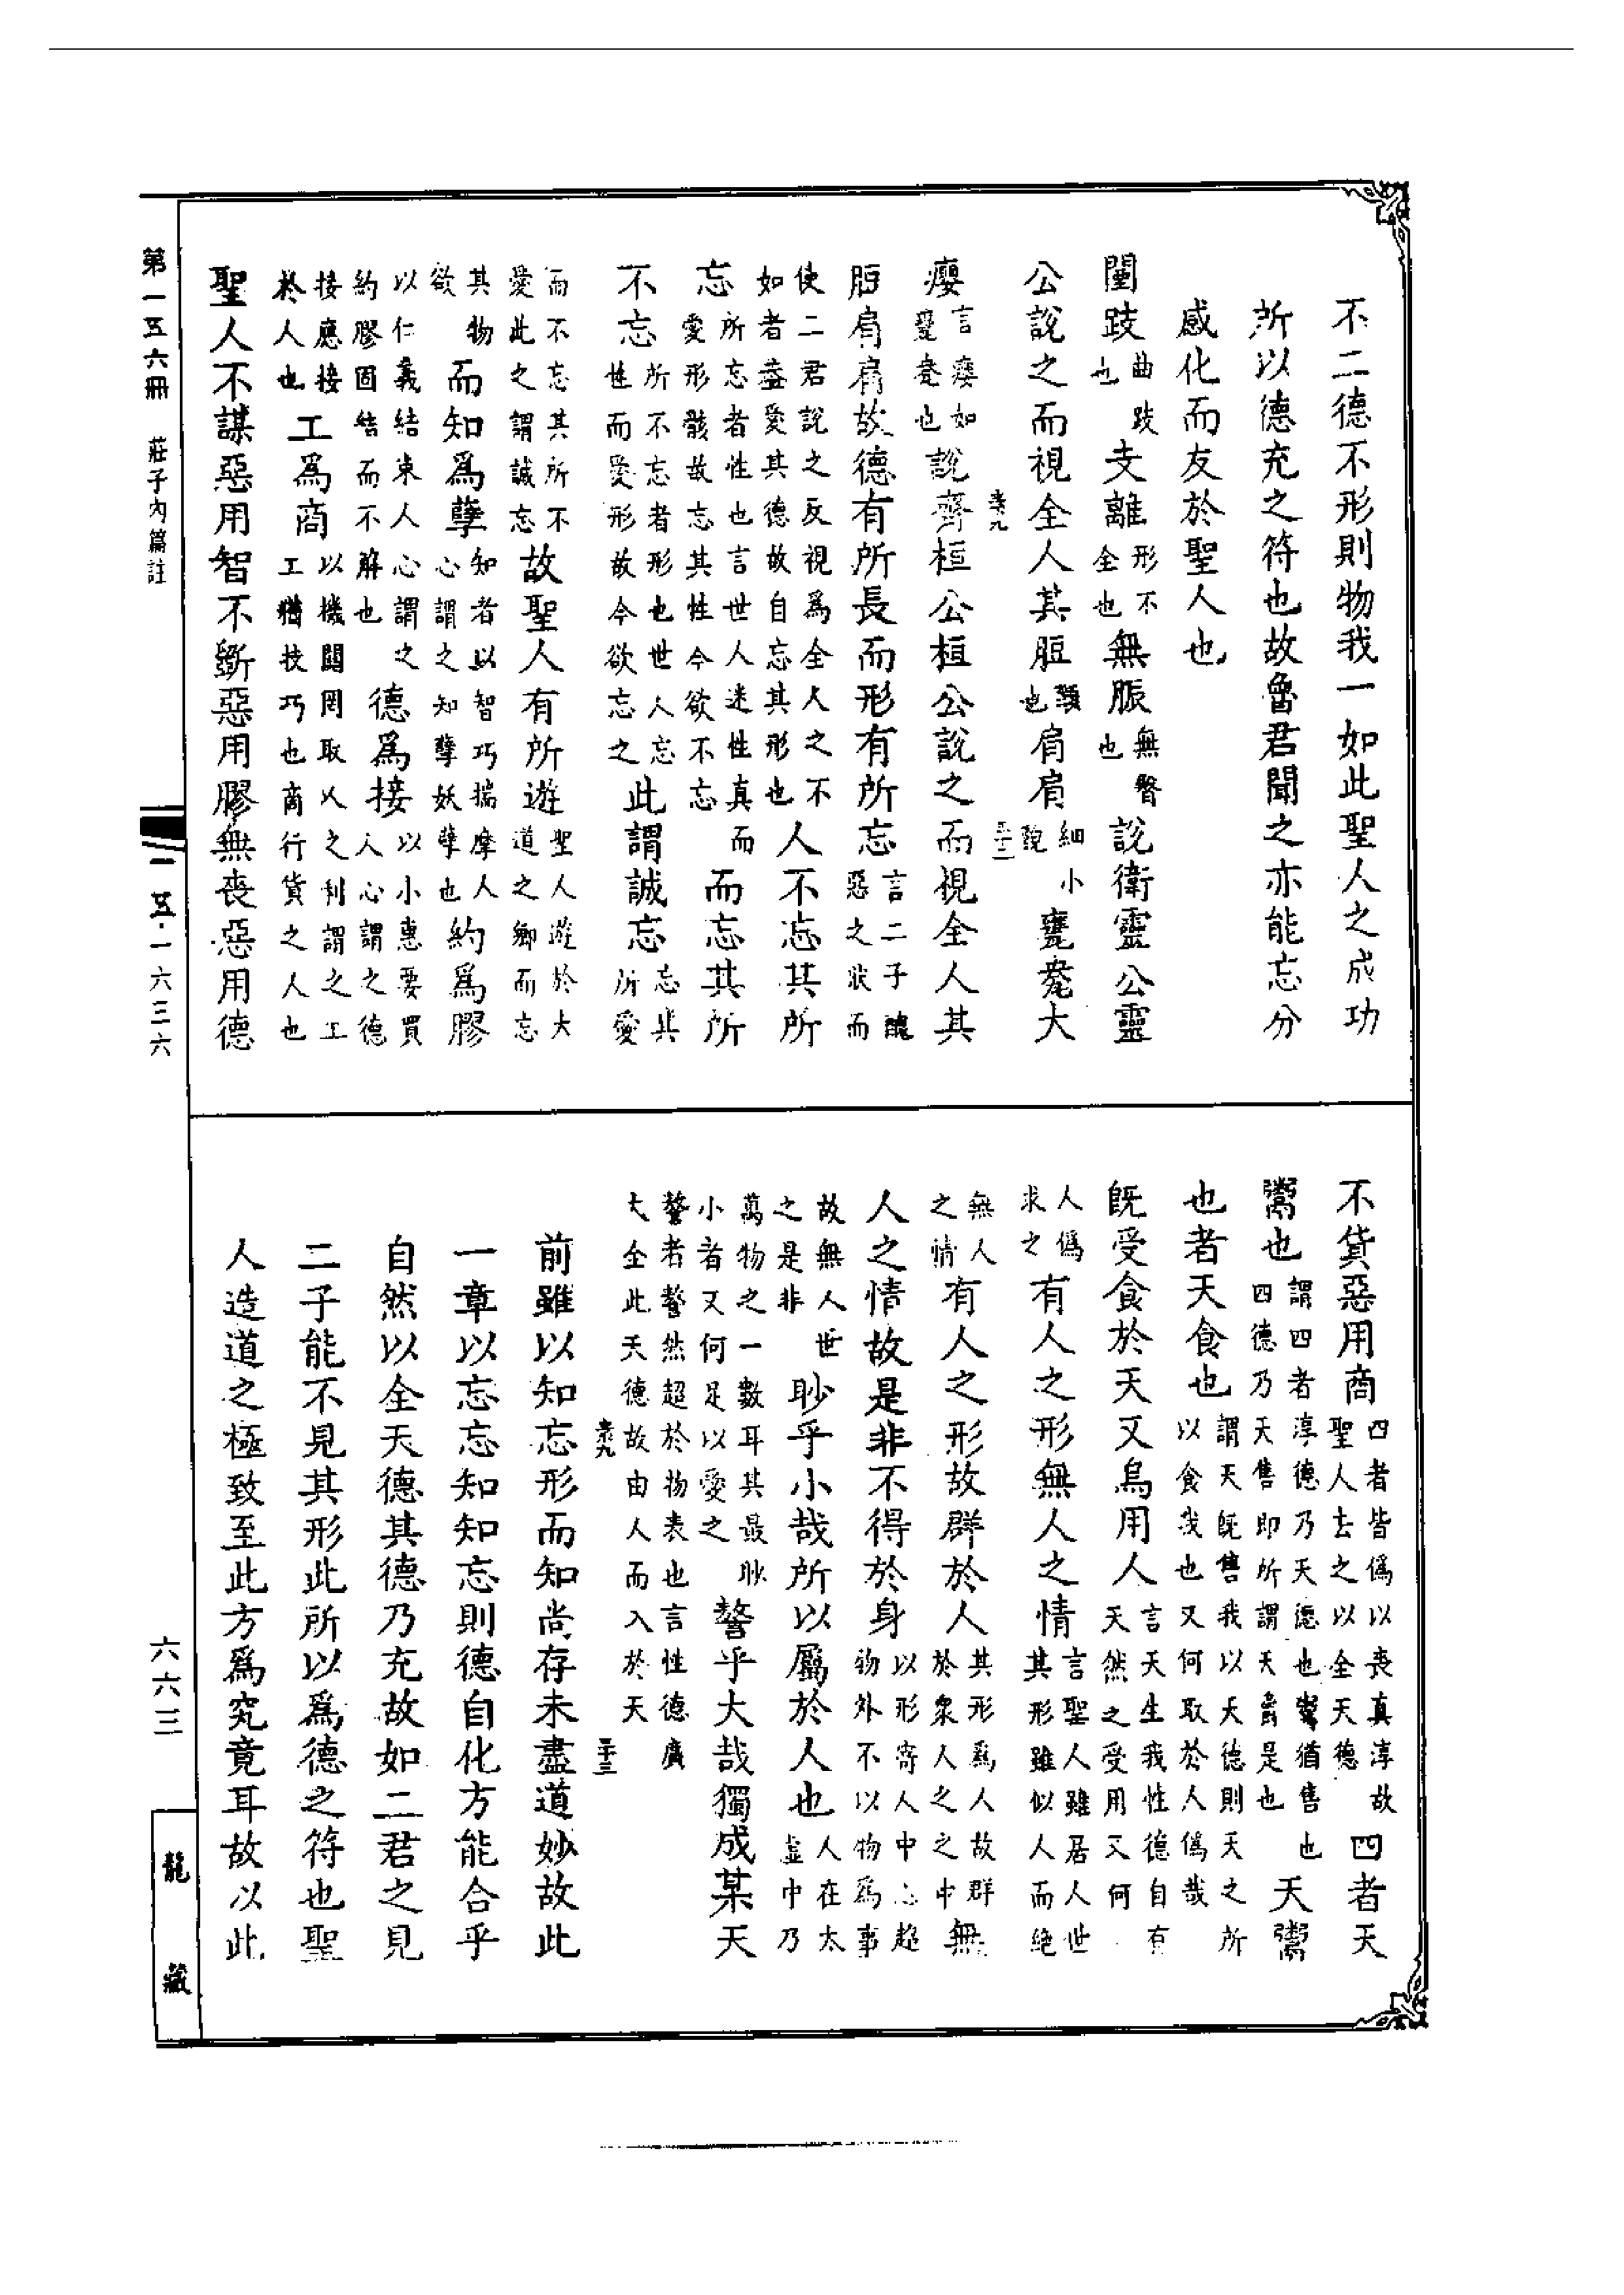 不二德不形則物我一如此聖人之成功
所以德充之符也故魯君聞之亦能忘分
感化而友於聖人也
闉跂曲跂也支離形不全也無脤無臀也說衛靈公靈
公說之而視全人其脰頸也肩肩細小貌甕㼜大
癭言癭如甕㼜也說齊桓公桓公說之而視全人其
脰肩肩故德有所長而形有所忘言二子醜惡之狀而
使二君說之反視爲全人之不如者葢愛其德故自忘其形也人不忘其所
忘所忘者性也言世人迷性真而愛形骸故忘其性今欲不忘而忘其所
不忘所不忘者形也世人忘性而愛形故今欲忘之此謂誠忘忘其所愛
而不忘其所不愛此之謂誠忘故聖人有所遊聖人遊於大道之鄉而忘
其物欲而知爲孽知者以智巧揣摩人心謂之知孽妖孽也約爲膠
以仁義結束人心謂之約膠固結而不解也德爲接以小惠要買人心謂之德
接應接於人也工爲商以機關罔取人之利謂之工工猶技巧也商行貨之人也
聖人不謀惡用智不斲惡用膠無喪惡用德
不貨惡用商四者皆僞以喪真淳故聖人去之以全天德四者天
鬻也謂四者淳德乃天德也鬻猶售也四德乃天售即所謂天爵是也天鬻
也者天食也謂天既售我以天德則天之所以食我也又何取於人僞哉
既受食於天又烏用人言天生我性德自有天然之受用又何
人僞求之有人之形無人之情言聖人雖居人世其形雖似人而絶
無人之情有人之形故群於人其形爲人故群於衆人之中無
人之情故是非不得於身以形寄人中心超物外不以物爲事
故無人世之是非眇乎小哉所以屬於人也人在太虛中乃
萬物之一數耳其最眇小者又何足以愛之謷乎大哉獨成某天
謷者謷然超於物表也言性德廣大全此天德故由人而入於天
前雖以知忘形而知尚存未盡道妙故此
一章以忘忘知知忘則德自化方能合乎
自然以全天德其德乃充故如二君之見
二子能不見其形此所以爲德之符也聖
人造道之極致至此方爲究竟耳故以此
第一五六冊　莊子內篇註
一五·一六三六
六六三
龍藏